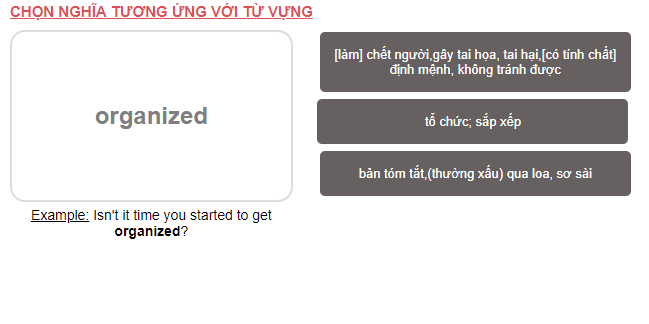 CHỌN NGHĨA TƯƠNG ỨNG VỚI TỪ VỰNG
organized
Example: Isn't it time you started to get
organized?
[làm] chết người,gây tai họa, tai hại,[có tính chất]
định mệnh, không tránh được
tổ chức; sắp xếp
bản tóm tắt,(thường xấu) qua loa, sơ sài